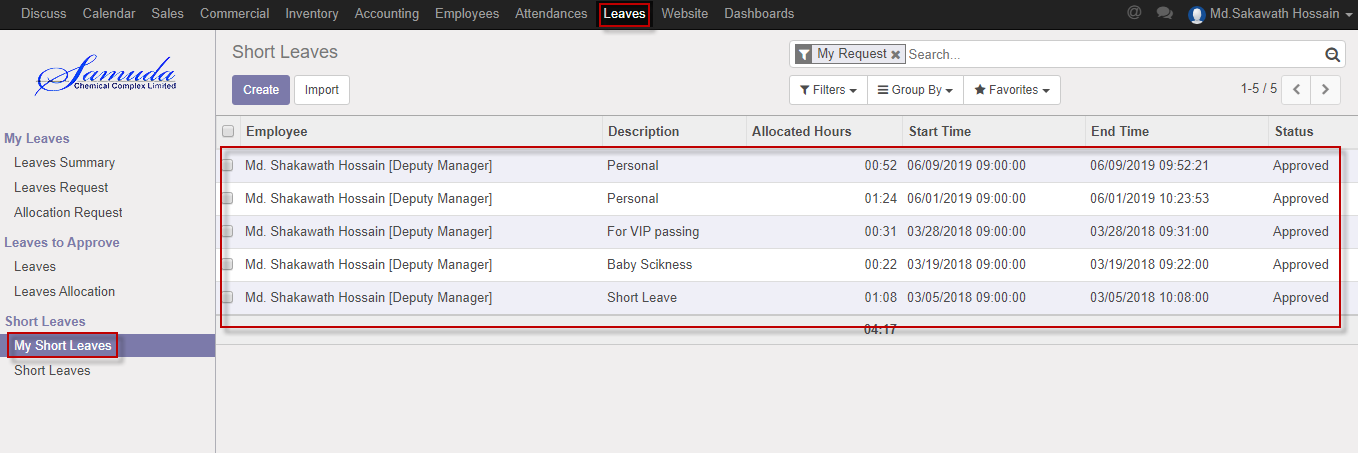 Discuss Calendar Sales Commercial Inventory Accounting Employees Attendances Leaves Website Dashboards @ Md.Sakawath Hossain
Samuda
Chemical Complex Limited
My Leaves
Leaves Summary
Leaves Request
Allocation Request
Leaves to Approve
Leaves
Leaves Allocation
Short Leaves
My Short Leaves
Short Leaves
Short Leaves
My Request Search...
Create Import
Filters Group By Favorites 1-5 / 5
Employee Description Allocated Hours Start Time End Time Status
Md. Shakawath Hossain [Deputy Manager] Personal 00:52 06/09/2019 09:00:00 06/09/2019 09:52:21 Approved
Md. Shakawath Hossain [Deputy Manager] Personal 01:24 06/01/2019 09:00:00 06/01/2019 10:23:53 Approved
Md. Shakawath Hossain [Deputy Manager] For VIP passing 00:31 03/28/2018 09:00:00 03/28/2018 09:31:00 Approved
Md. Shakawath Hossain [Deputy Manager] Baby Scikness 00:22 03/19/2018 09:00:00 03/19/2018 09:22:00 Approved
Md. Shakawath Hossain [Deputy Manager] Short Leave 01:08 03/05/2018 09:00:00 03/05/2018 10:08:00 Approved
04:17